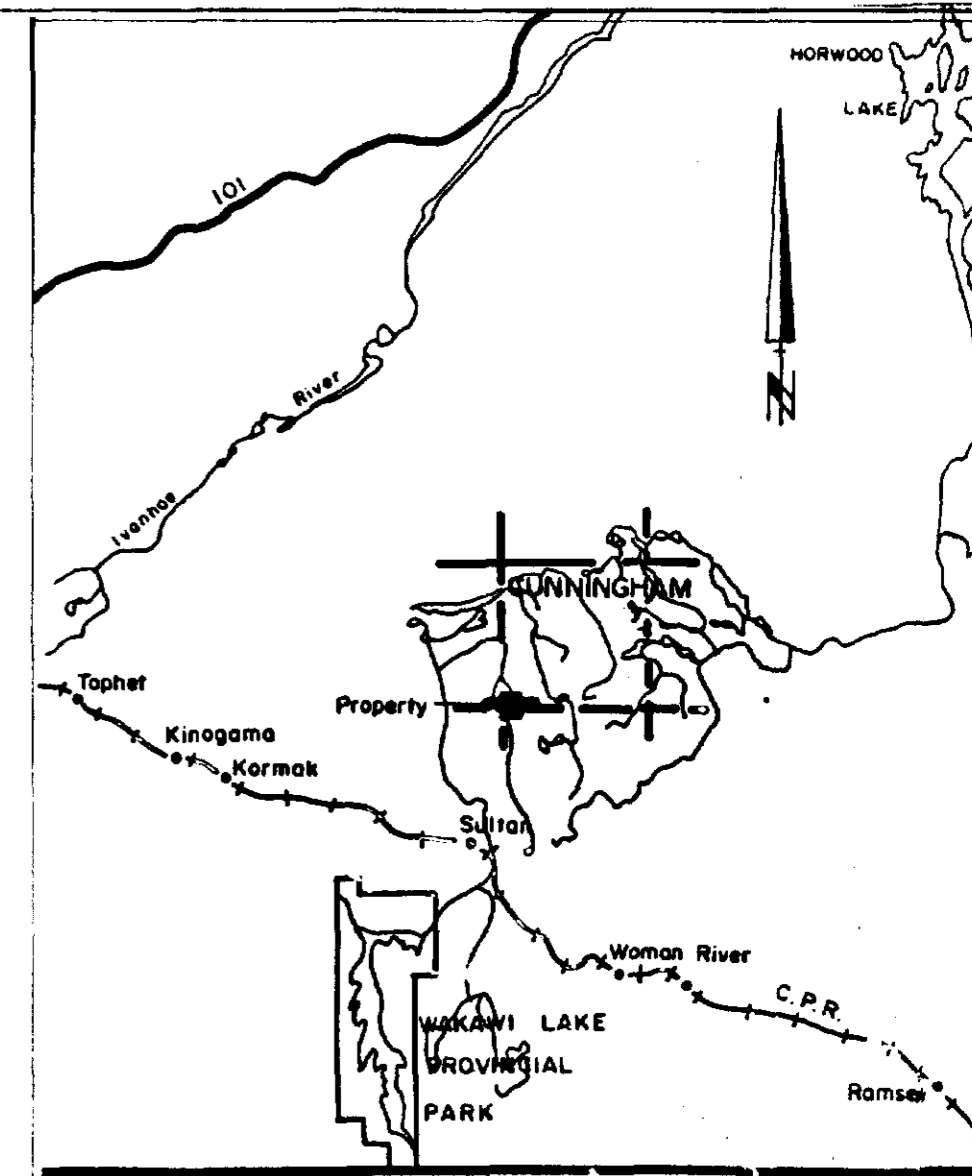 HORWOOD
LAKE
101
N
River
Ivanhoe
CUNNINGHAM
Tophet
Property
Kinogama
Kormak
Sultan
Woman River
C.P.R.
WAKAWI LAKE
PROVINCIAL
PARK
Ramsey